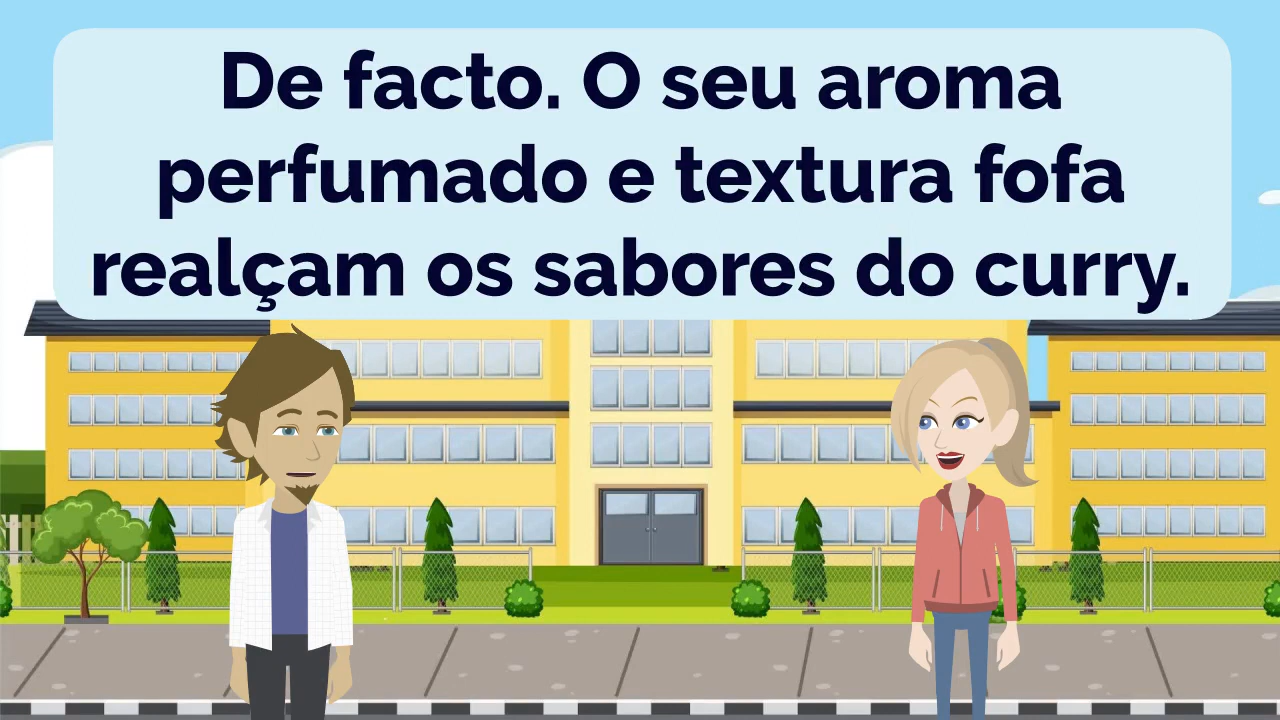 De facto. O seu aroma
perfumado e textura fofa
realçam os sabores do curry.